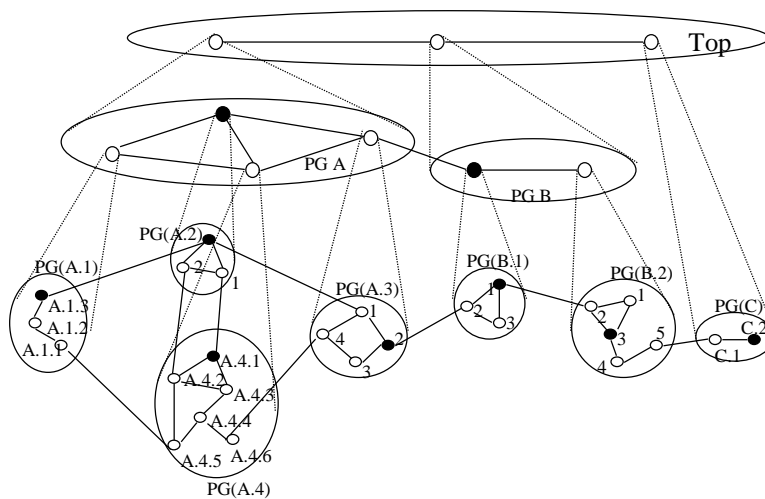 Top
PG A
PG B
PG(A.1)
A.1.3
A.1.2
A.1.1
PG(A.2)
2
1
PG(A.3)
1
4
2
3
A.4.1
A.4.2
A.4.3
A.4.4
A.4.5
A.4.6
PG(A.4)
PG(B.1)
1
2
3
PG(B.2)
1
2
3
5
4
PG(C)
C.2
C.1